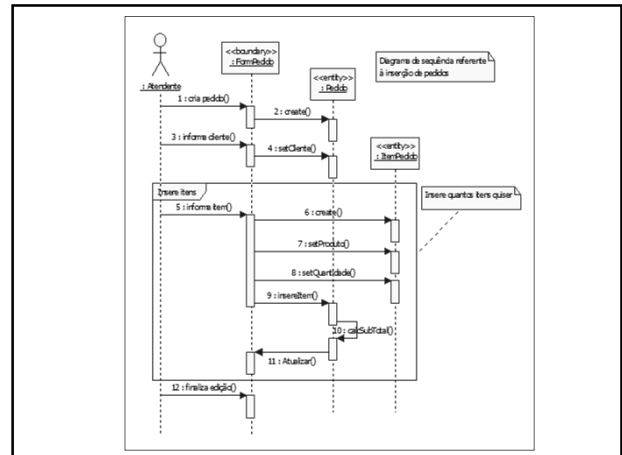 <<boundary>>
: FormPedido
Diagrama de sequência referente
à inserção de pedidos
<<entity>>
: Pedido
: Atendente
1 : cria pedido()
2 : create()
3 : informa cliente()
4 : setCliente()
<<entity>>
: ItemPedido
Insere itens
Insere quantos itens quiser
5 : informa item()
6 : create()
7 : setProduto()
8 : setQuantidade()
9 : insereItem()
10 : calcSubTotal()
11 : Atualizar()
12 : finaliza edição()